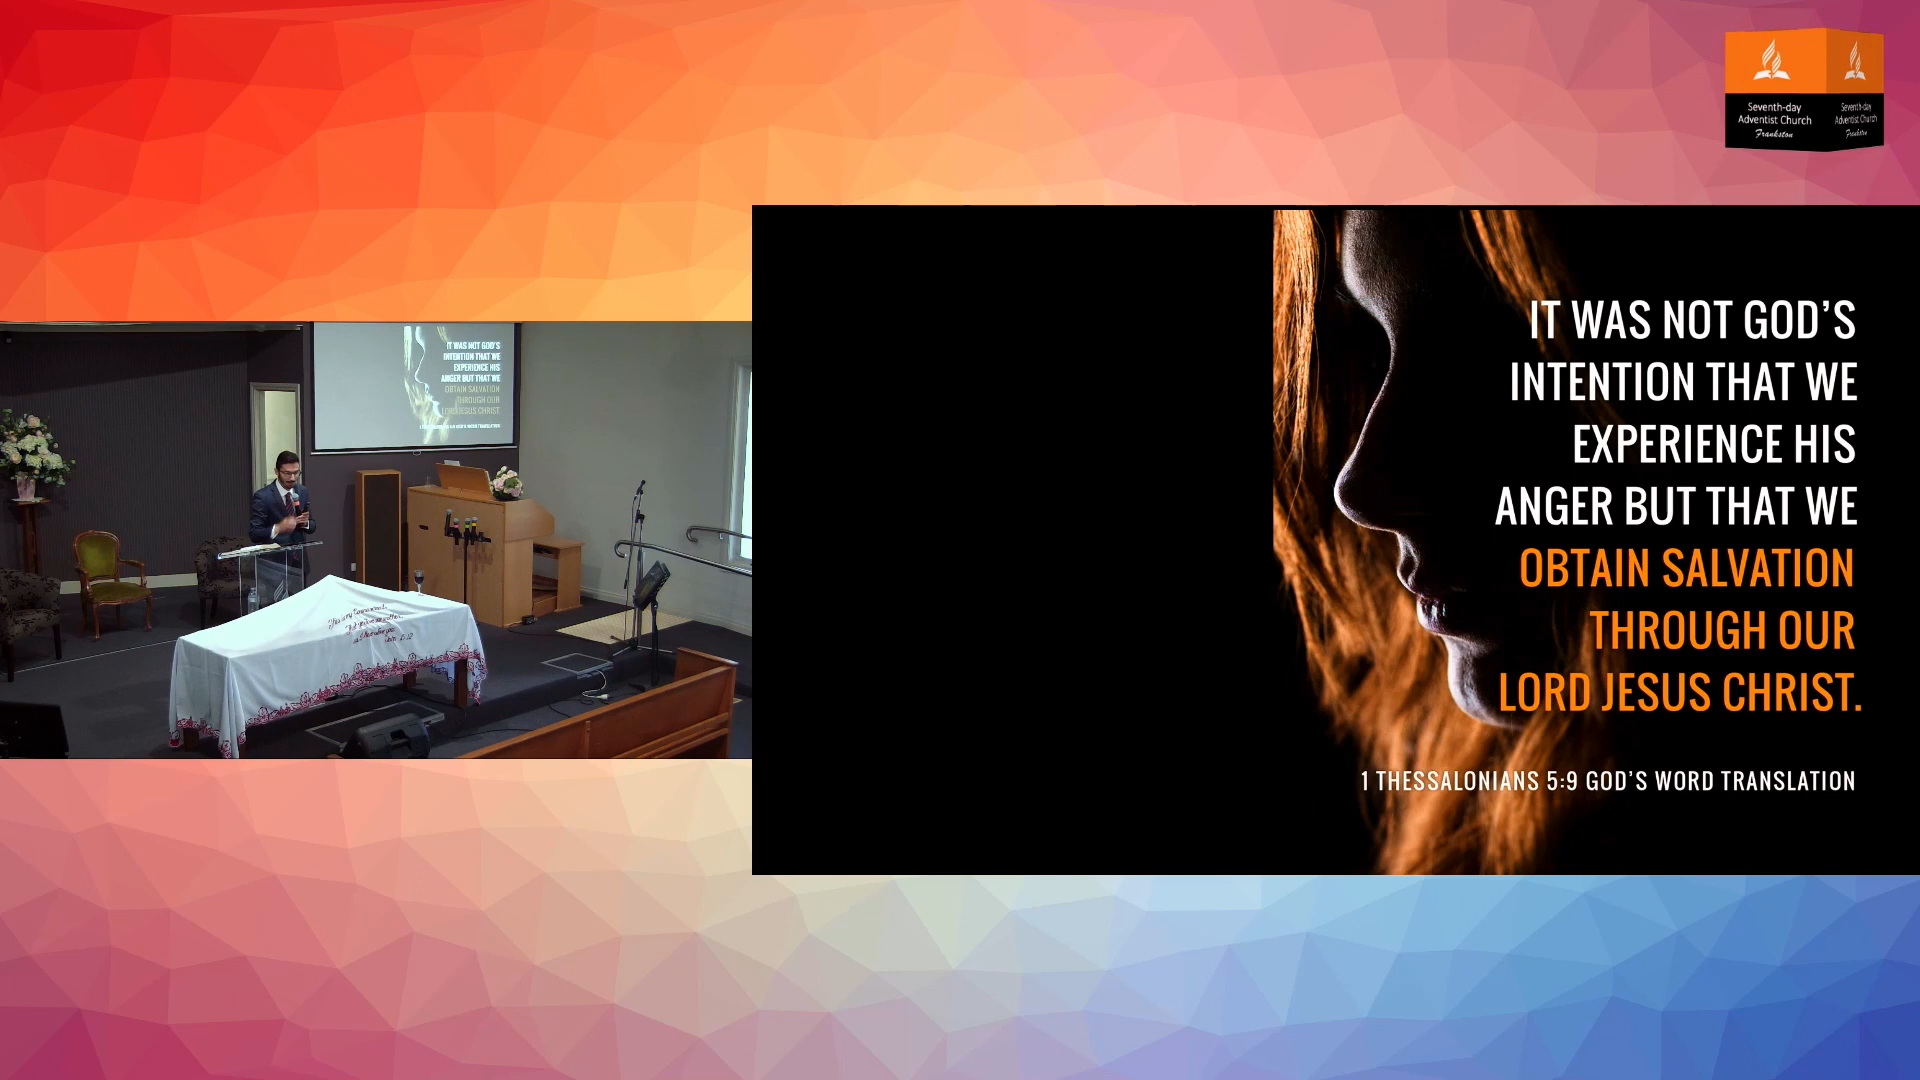 Seventh-day
Adventist Church
Frankston
Seventh-day
Adventist Church
Frankston
IT WAS NOT GOD'S
INTENTION THAT WE
EXPERIENCE HIS
ANGER BUT THAT WE
OBTAIN SALVATION
THROUGH OUR
LORD JESUS CHRIST.
1 THESSALONIANS 5:9 GOD'S WORD TRANSLATION
IT WAS NOT GOD'S
INTENTION THAT WE
EXPERIENCE HIS
ANGER BUT THAT WE
OBTAIN SALVATION
THROUGH OUR
LORD JESUS CHRIST.